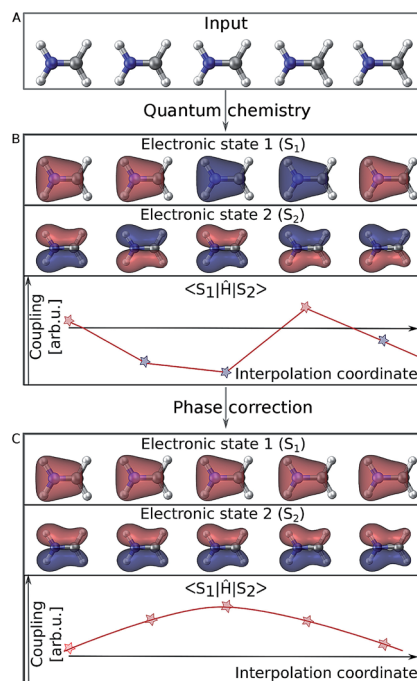 A
Input
Quantum chemistry
B
Electronic state 1 (S₁)
Electronic state 2 (S₂)
<S₁|Ĥ|S₂>
Coupling
[arb.u.]
Interpolation coordinate
Phase correction
C
Electronic state 1 (S₁)
Electronic state 2 (S₂)
<S₁|Ĥ|S₂>
Coupling
[arb.u.]
Interpolation coordinate